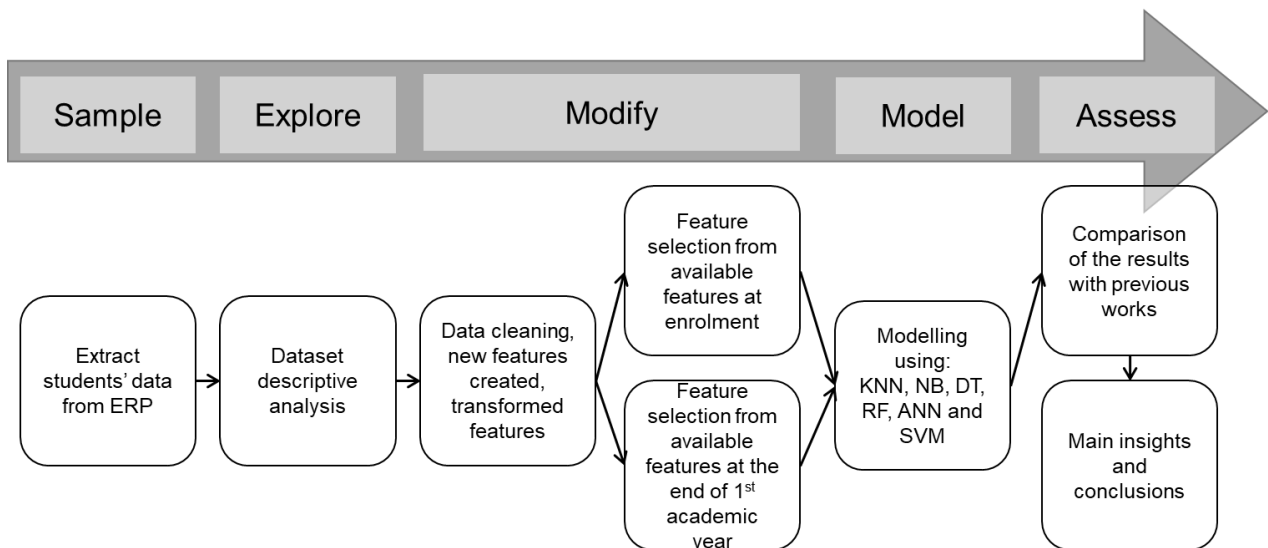 Sample
Explore
Modify
Model
Assess
Extract
students’ data
from ERP
Dataset
descriptive
analysis
Data cleaning,
new features
created,
transformed
features
Feature
selection from
available
features at
enrolment
Feature
selection from
available
features at the
end of 1st
academic
year
Modelling
using:
KNN, NB, DT,
RF, ANN and
SVM
Comparison
of the results
with previous
works
Main insights
and
conclusions